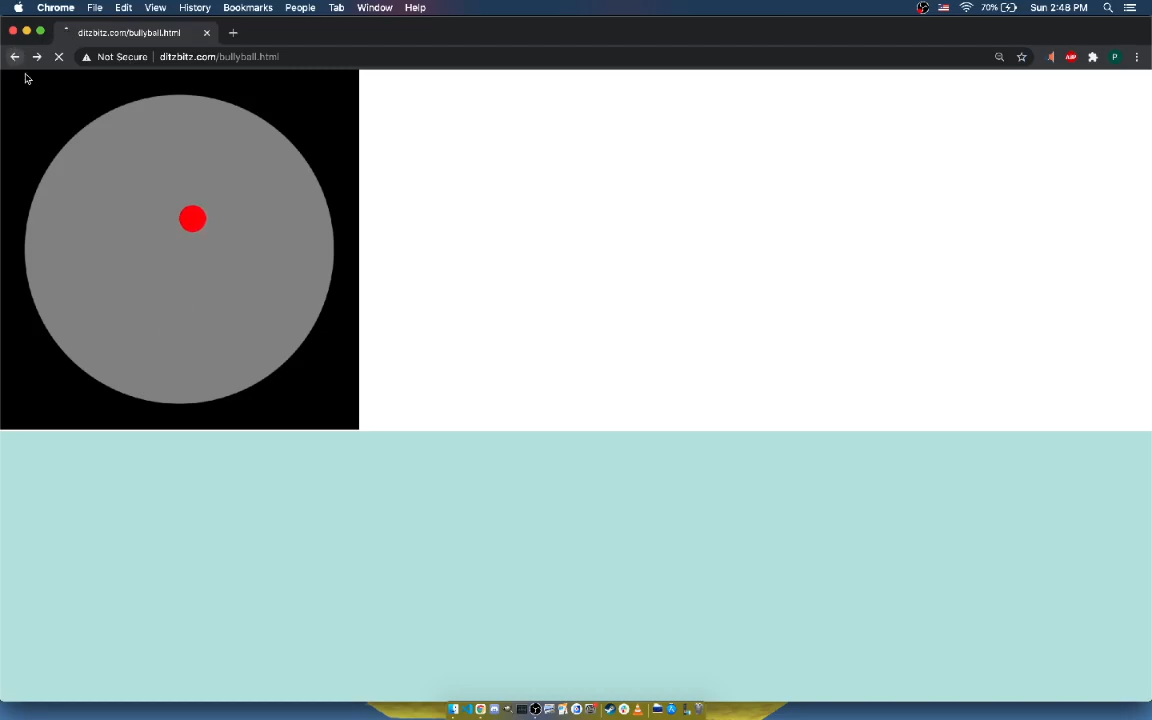 Chrome File Edit View History Bookmarks People Tab Window Help 70% Sun 2:48 PM
ditzbitz.com/bullyball.html
Not Secure ditzbitz.com/bullyball.html ABP P